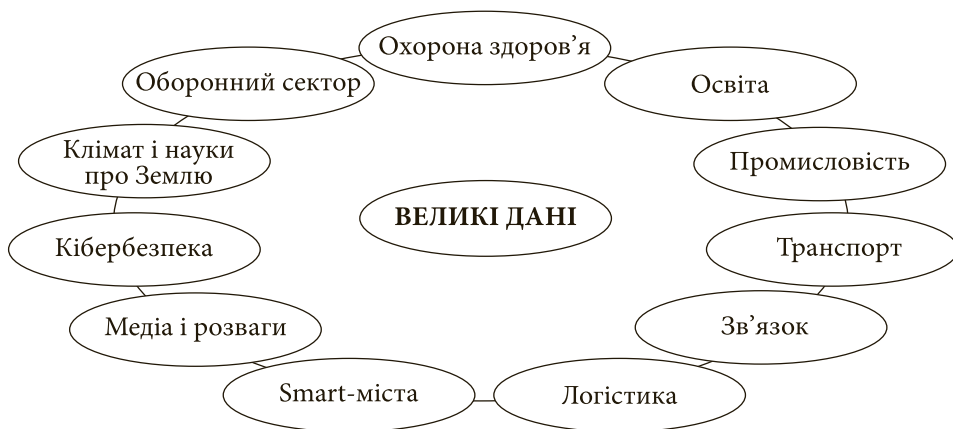 Охорона здоров’я
Оборонний сектор
Освіта
Клімат і науки
про Землю
Промисловість
ВЕЛИКІ ДАНІ
Кібербезпека
Транспорт
Медіа і розваги
Зв’язок
Smart-міста
Логістика